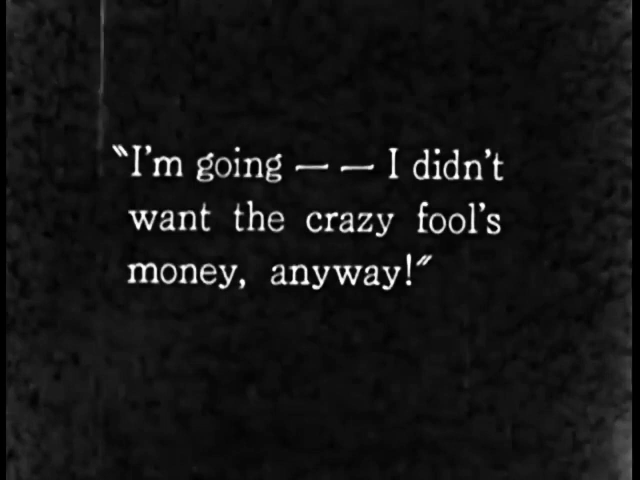 "I'm going — — I didn't
want the crazy fool's
money, anyway!"